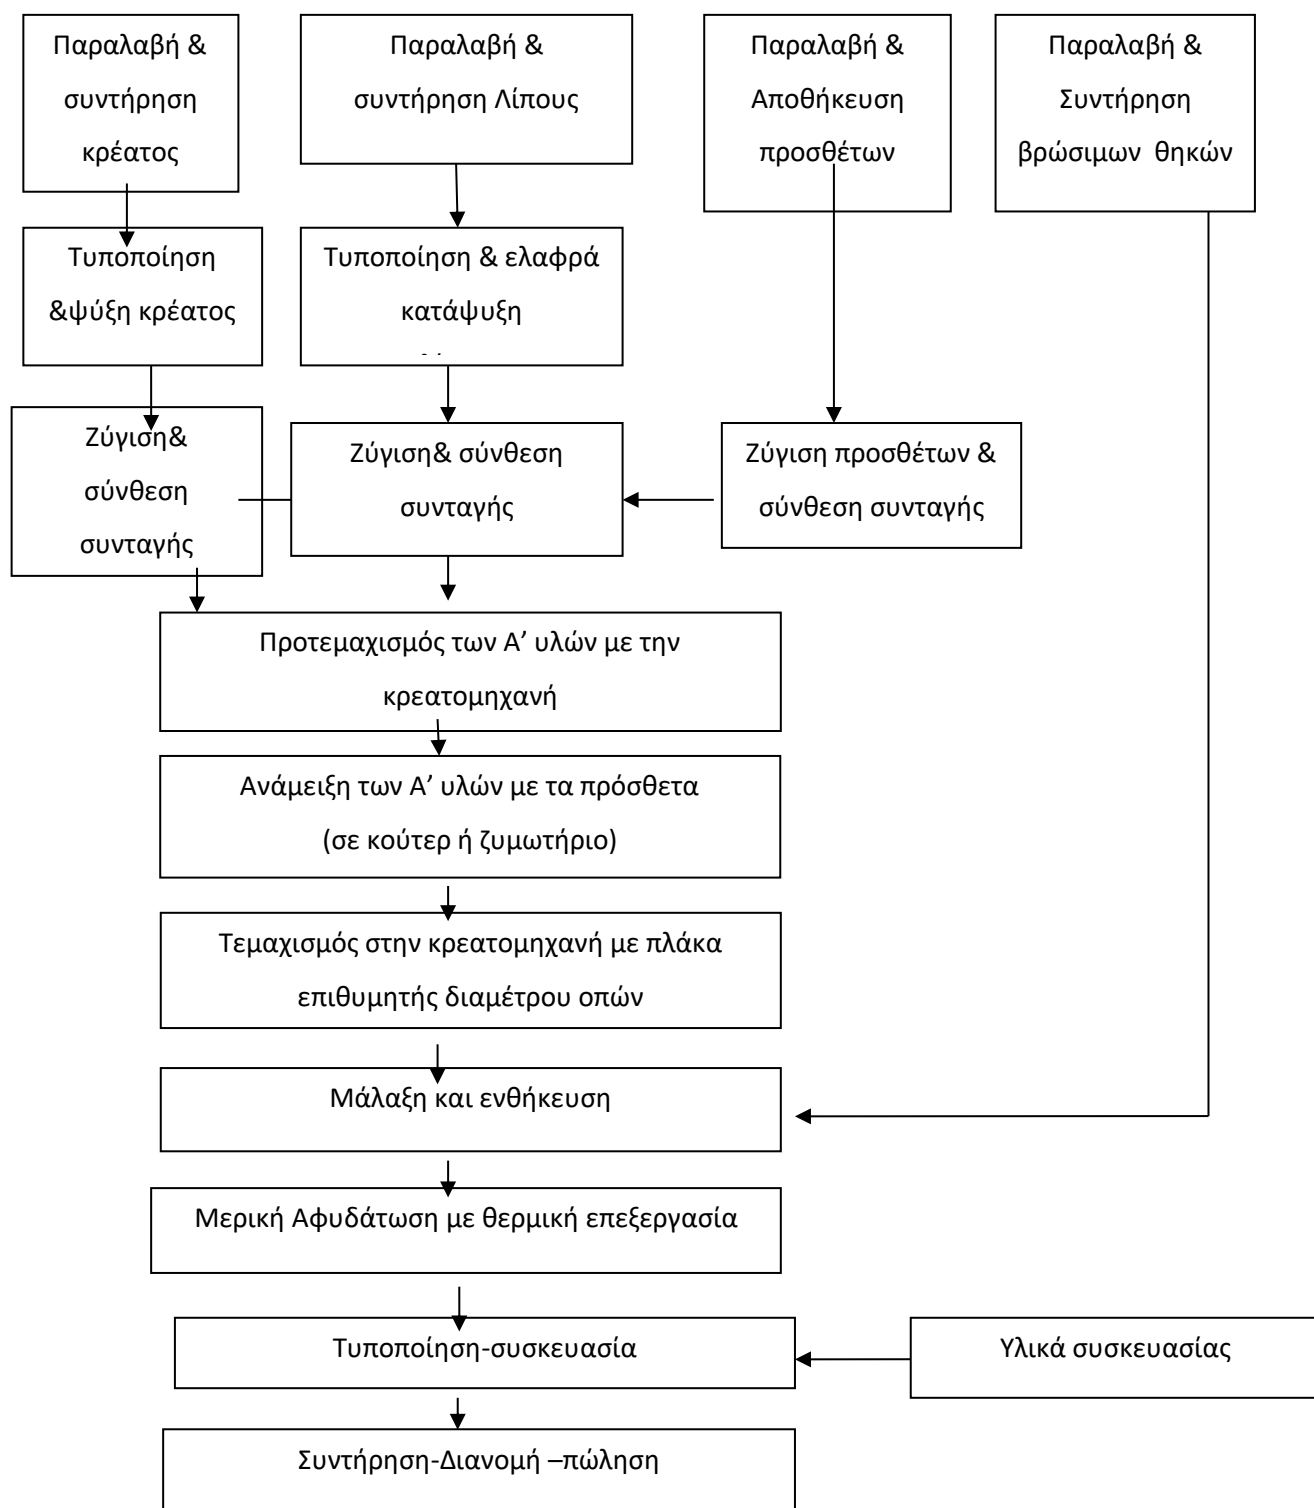 Παραλαβή &
συντήρηση
κρέατος
Παραλαβή &
συντήρηση Λίπους
Παραλαβή &
Αποθήκευση
προσθέτων
Παραλαβή &
Συντήρηση
βρώσιμων θηκών
Τυποποίηση
&ψύξη κρέατος
Τυποποίηση & ελαφρά
κατάψυξη
Ζύγιση&
σύνθεση
συνταγής
Ζύγιση& σύνθεση
συνταγής
Ζύγιση προσθέτων &
σύνθεση συνταγής
Προτεμαχισμός των Α’ υλών με την
κρεατομηχανή
Ανάμειξη των Α’ υλών με τα πρόσθετα
(σε κούτερ ή ζυμωτήριο)
Τεμαχισμός στην κρεατομηχανή με πλάκα
επιθυμητής διαμέτρου οπών
Μάλαξη και ενθήκευση
Μερική Αφυδάτωση με θερμική επεξεργασία
Τυποποίηση-συσκευασία
Υλικά συσκευασίας
Συντήρηση-Διανομή –πώληση